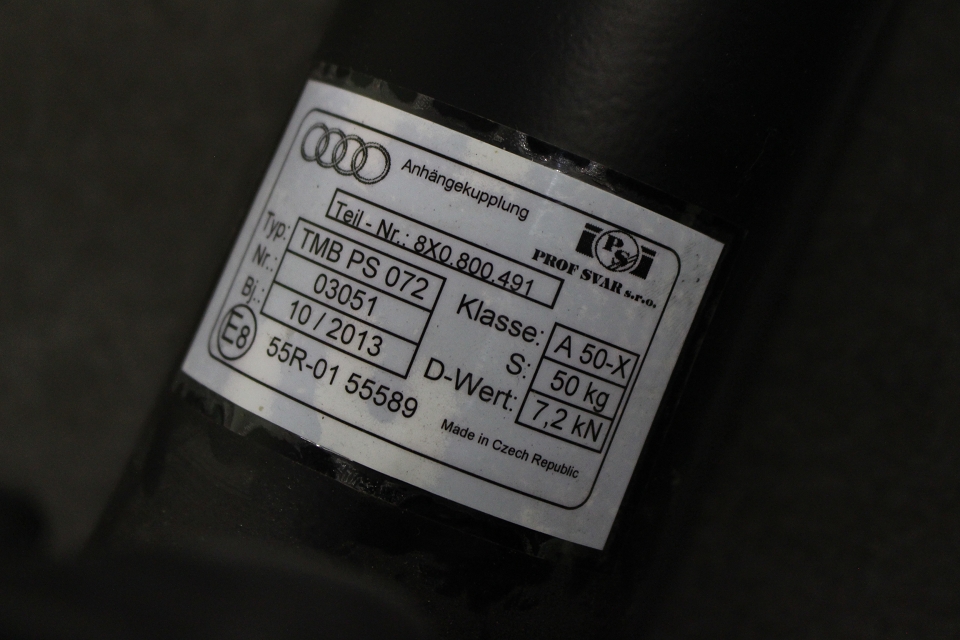 Anhängekupplung
PS
PROF SVAR s.r.o.
Teil - Nr.: 8X0.800.491
Typ: TMB PS 072
Nr.: 03051
Bj.: 10 / 2013
Klasse: A 50-X
S: 50 kg
D-Wert: 7,2 kN
E8 55R-01 55589
Made in Czech Republic